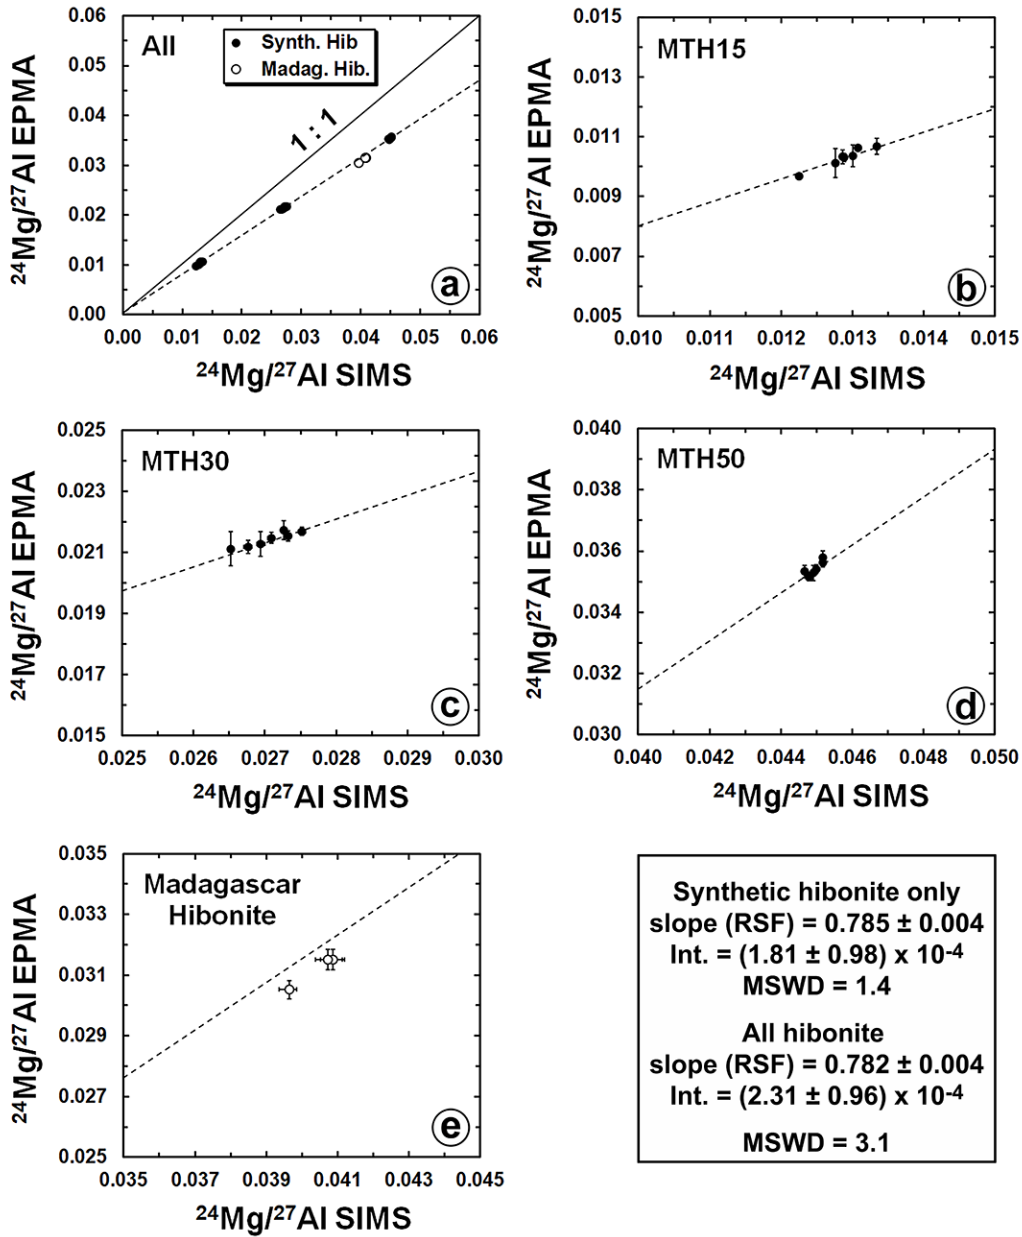 All
Synth. Hib
Madag. Hib.
1:1
0.06
0.05
0.04
0.03
0.02
0.01
0.00
0.00 0.01 0.02 0.03 0.04 0.05 0.06
²⁴Mg/²⁷Al EPMA
²⁴Mg/²⁷Al SIMS
a
MTH15
0.015
0.013
0.011
0.009
0.007
0.005
0.010 0.011 0.012 0.013 0.014 0.015
²⁴Mg/²⁷Al EPMA
²⁴Mg/²⁷Al SIMS
b
MTH30
0.025
0.023
0.021
0.019
0.017
0.015
0.025 0.026 0.027 0.028 0.029 0.030
²⁴Mg/²⁷Al EPMA
²⁴Mg/²⁷Al SIMS
c
MTH50
0.040
0.038
0.036
0.034
0.032
0.030
0.040 0.042 0.044 0.046 0.048 0.050
²⁴Mg/²⁷Al EPMA
²⁴Mg/²⁷Al SIMS
d
Madagascar
Hibonite
0.035
0.033
0.031
0.029
0.027
0.025
0.035 0.037 0.039 0.041 0.043 0.045
²⁴Mg/²⁷Al EPMA
²⁴Mg/²⁷Al SIMS
e
Synthetic hibonite only
slope (RSF) = 0.785 ± 0.004
Int. = (1.81 ± 0.98) x 10⁻⁴
MSWD = 1.4
All hibonite
slope (RSF) = 0.782 ± 0.004
Int. = (2.31 ± 0.96) x 10⁻⁴
MSWD = 3.1